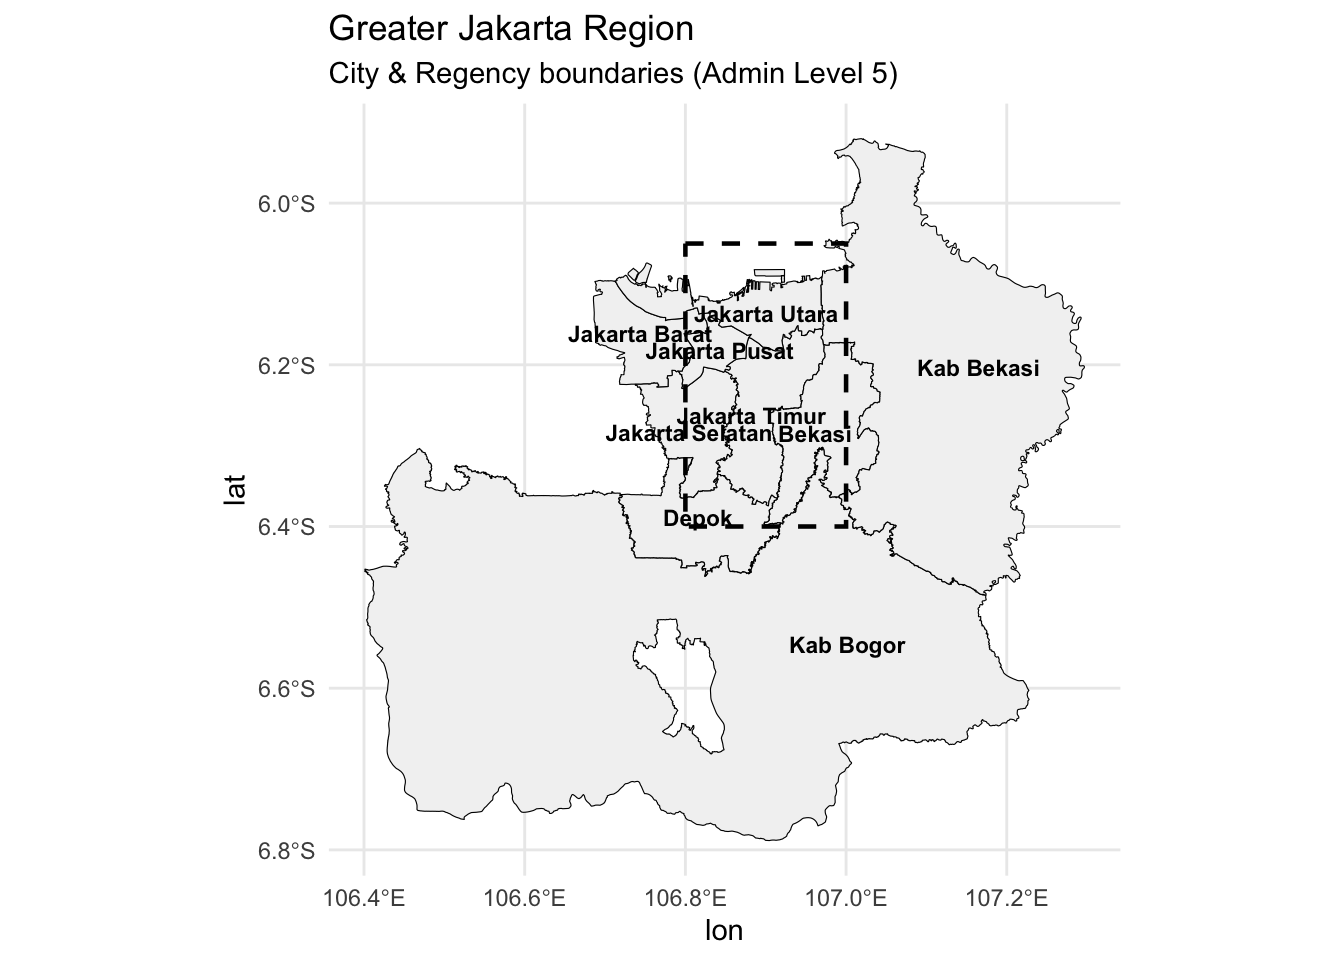 Greater Jakarta Region
City & Regency boundaries (Admin Level 5)
6.0°S
6.2°S
6.4°S
6.6°S
6.8°S
lat
Jakarta Utara
Jakarta Barat
Jakarta Pusat
Kab Bekasi
Jakarta Timur
Jakarta Selatan
Bekasi
Depok
Kab Bogor
106.4°E
106.6°E
106.8°E
107.0°E
107.2°E
lon